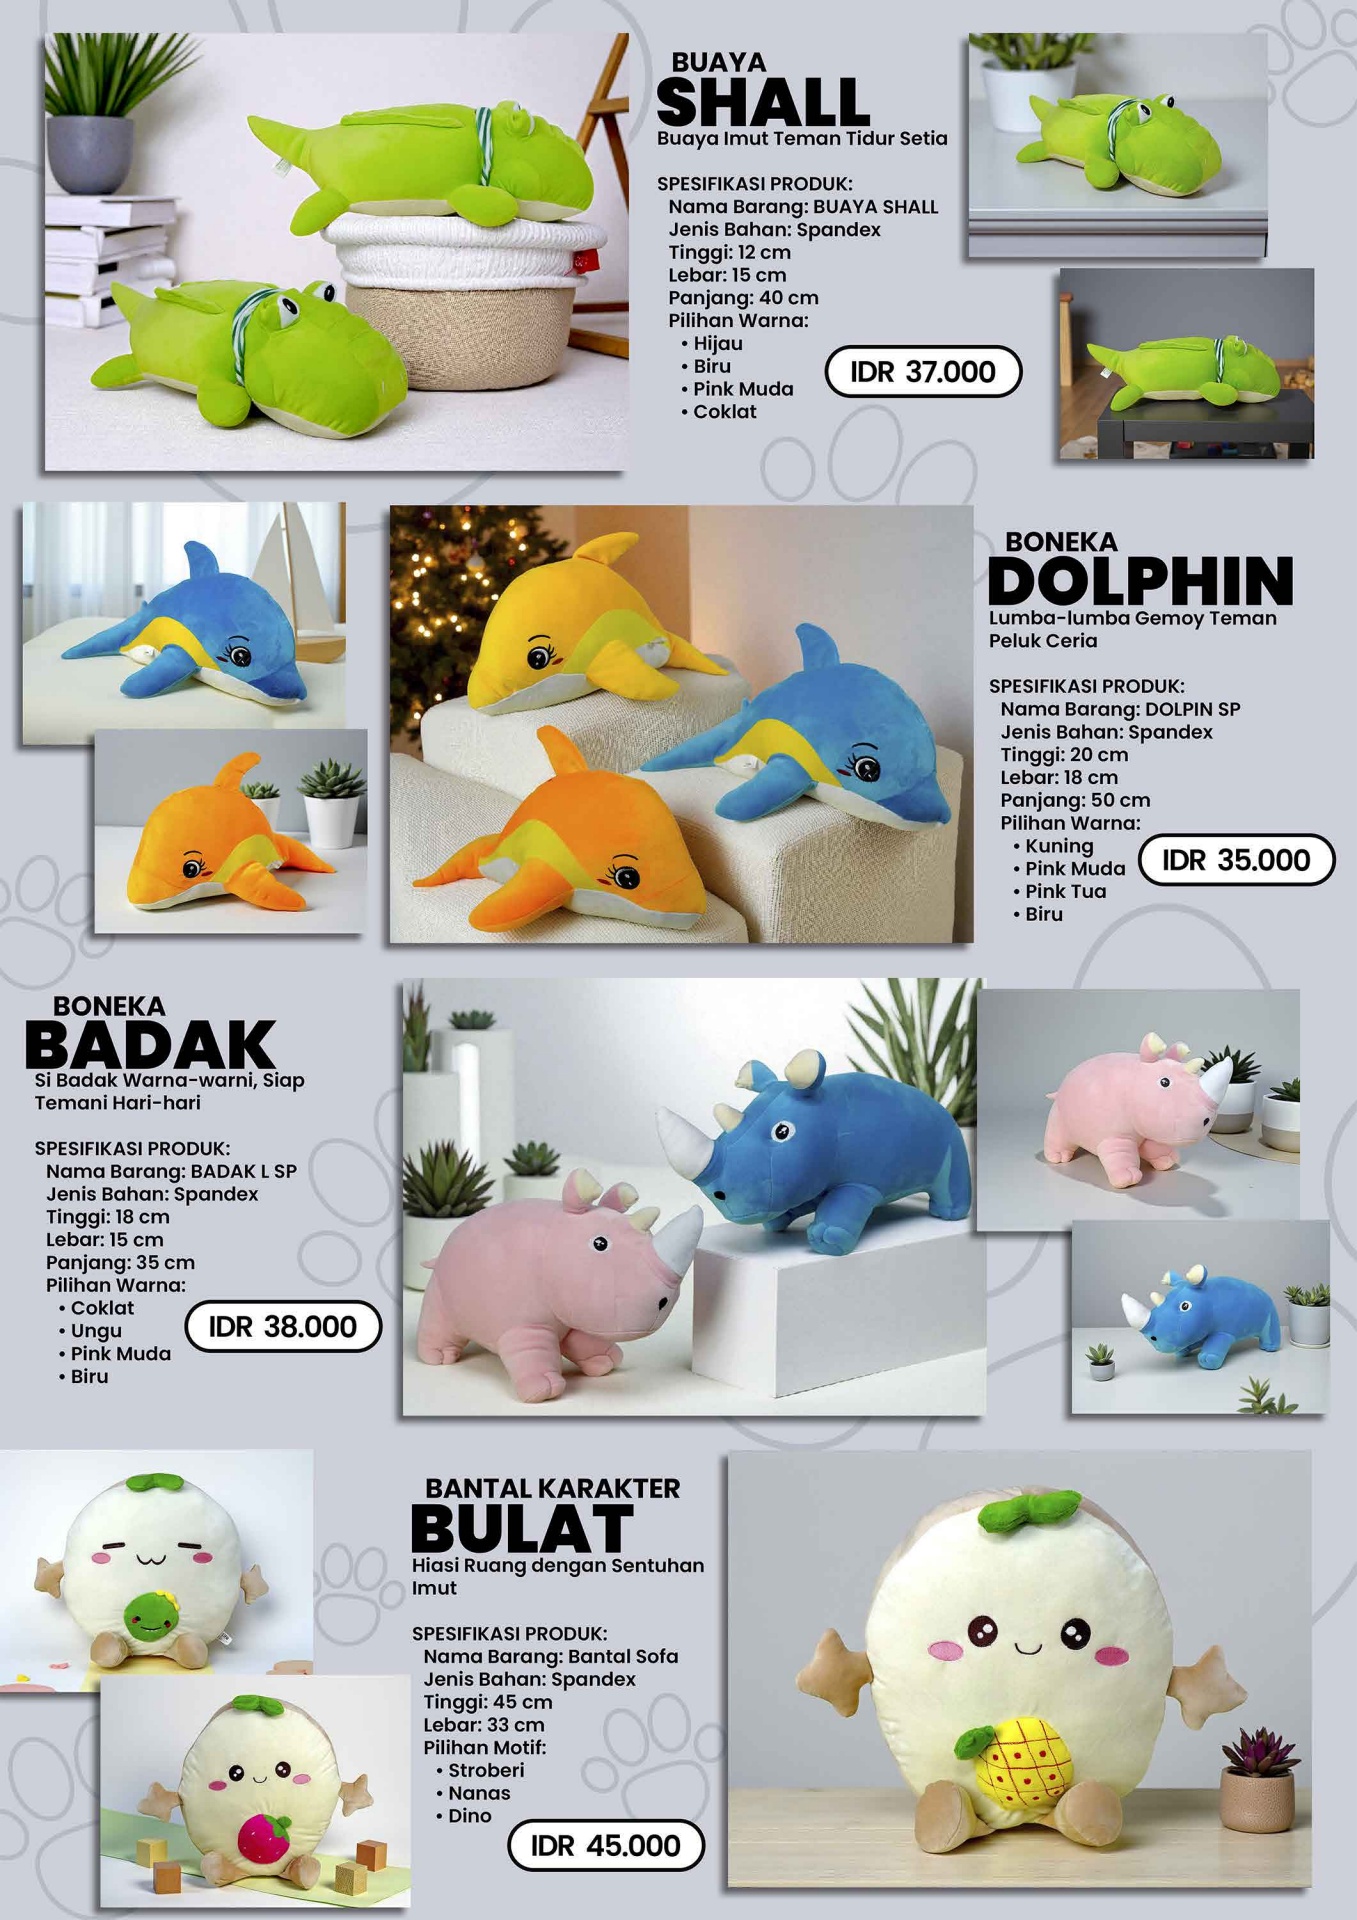 BUAYA
SHALL
Buaya Imut Teman Tidur Setia
SPESIFIKASI PRODUK:
Nama Barang: BUAYA SHALL
Jenis Bahan: Spandex
Tinggi: 12 cm
Lebar: 15 cm
Panjang: 40 cm
Pilihan Warna:
• Hijau
• Biru
• Pink Muda
• Coklat
IDR 37.000
BONEKA
DOLPHIN
Lumba-lumba Gemoy Teman
Peluk Ceria
SPESIFIKASI PRODUK:
Nama Barang: DOLPIN SP
Jenis Bahan: Spandex
Tinggi: 20 cm
Lebar: 18 cm
Panjang: 50 cm
Pilihan Warna:
• Kuning
• Pink Muda
• Pink Tua
• Biru
IDR 35.000
BONEKA
BADAK
Si Badak Warna-warni, Siap
Temani Hari-hari
SPESIFIKASI PRODUK:
Nama Barang: BADAK L SP
Jenis Bahan: Spandex
Tinggi: 18 cm
Lebar: 15 cm
Panjang: 35 cm
Pilihan Warna:
• Coklat
• Ungu
• Pink Muda
• Biru
IDR 38.000
BANTAL KARAKTER
BULAT
Hiasi Ruang dengan Sentuhan
Imut
SPESIFIKASI PRODUK:
Nama Barang: Bantal Sofa
Jenis Bahan: Spandex
Tinggi: 45 cm
Lebar: 33 cm
Pilihan Motif:
• Stroberi
• Nanas
• Dino
IDR 45.000